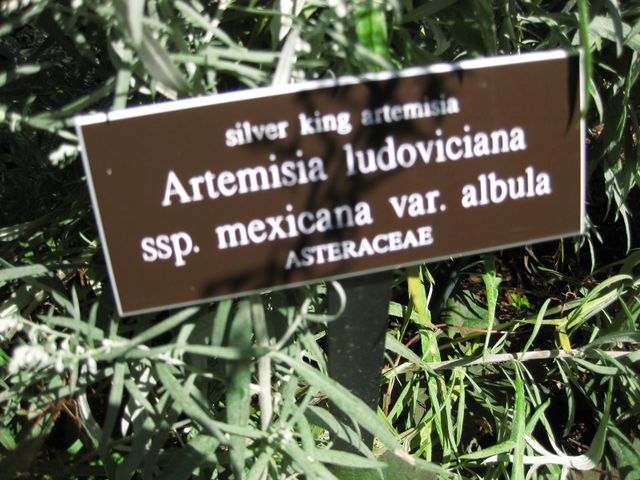 silver king artemisia
Artemisia ludoviciana
ssp. mexicana var. albula
ASTERACEAE